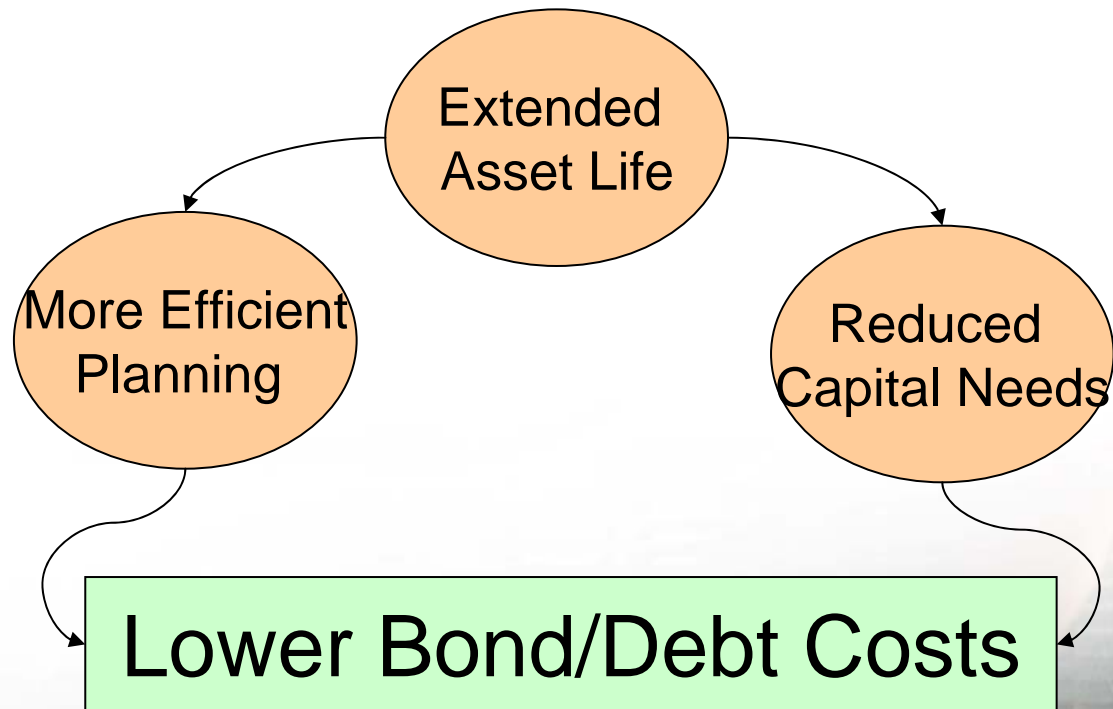 Extended
Asset Life
More Efficient
Planning
Reduced
Capital Needs
Lower Bond/Debt Costs